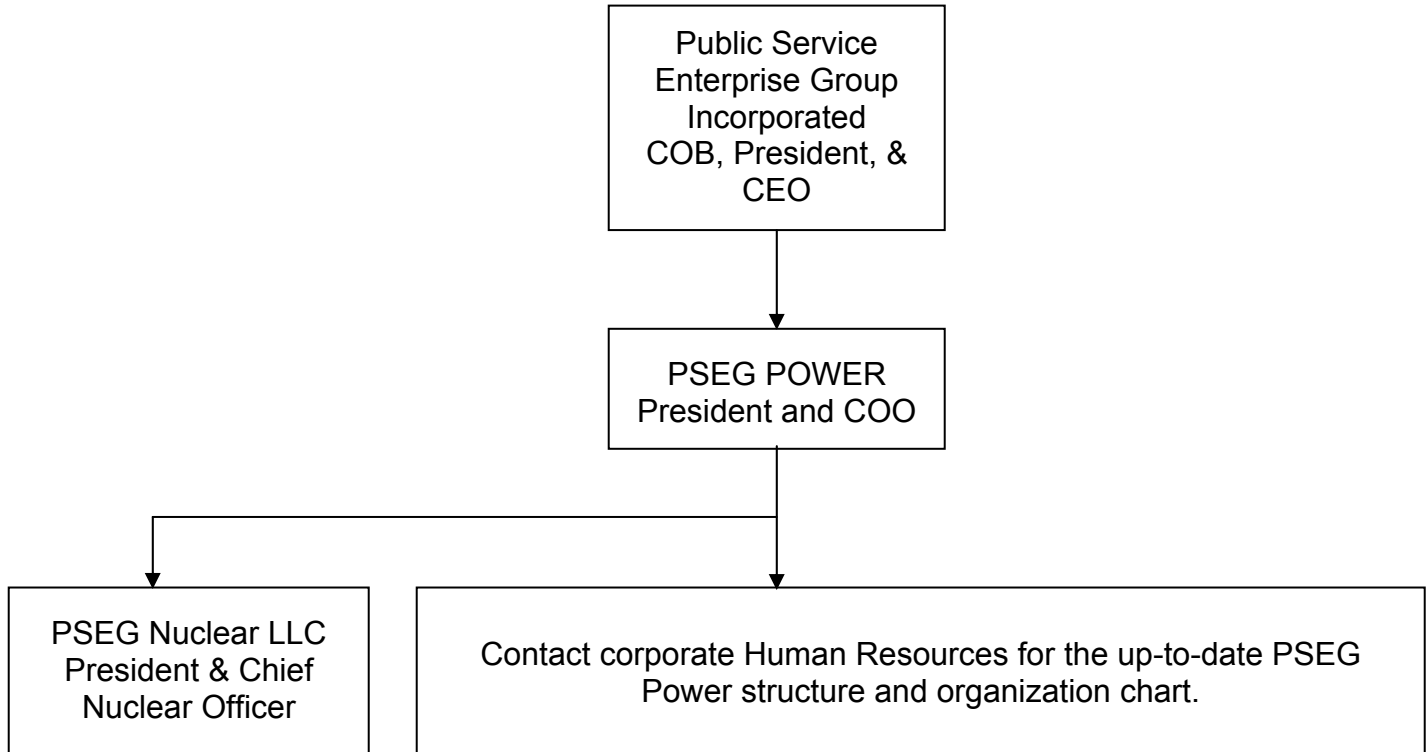 Public Service
Enterprise Group
Incorporated
COB, President, &
CEO
PSEG POWER
President and COO
PSEG Nuclear LLC
President & Chief
Nuclear Officer
Contact corporate Human Resources for the up-to-date PSEG
Power structure and organization chart.